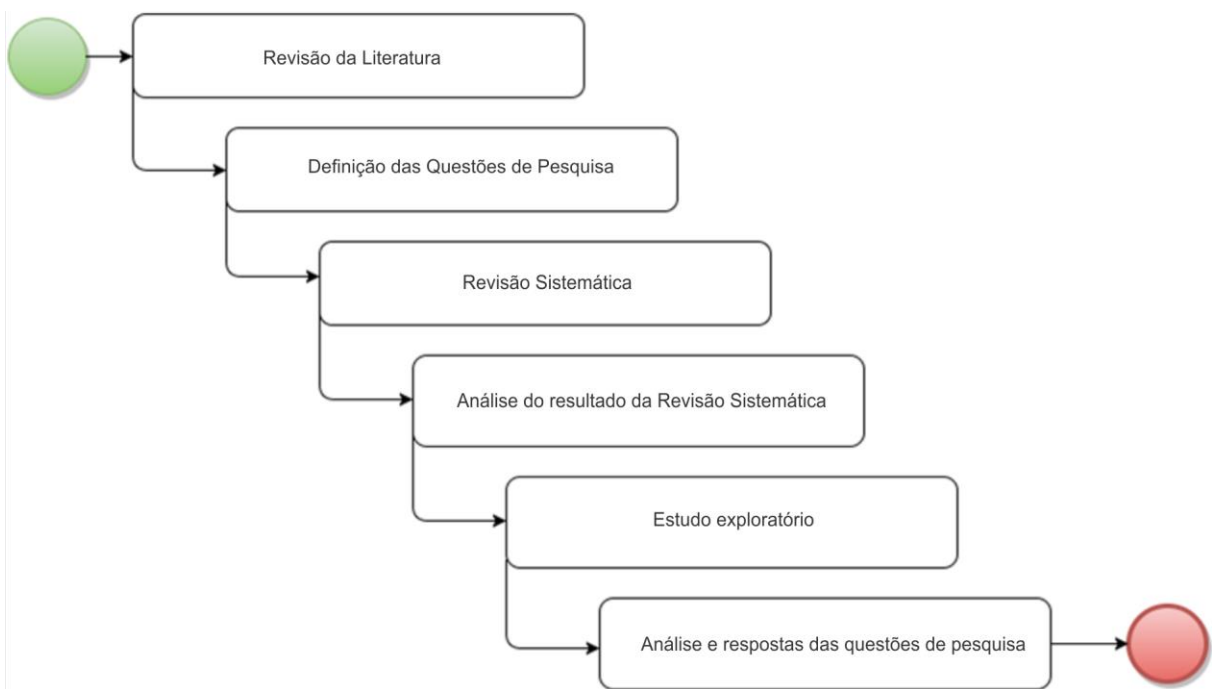 Revisão da Literatura
Definição das Questões de Pesquisa
Revisão Sistemática
Análise do resultado da Revisão Sistemática
Estudo exploratório
Análise e respostas das questões de pesquisa